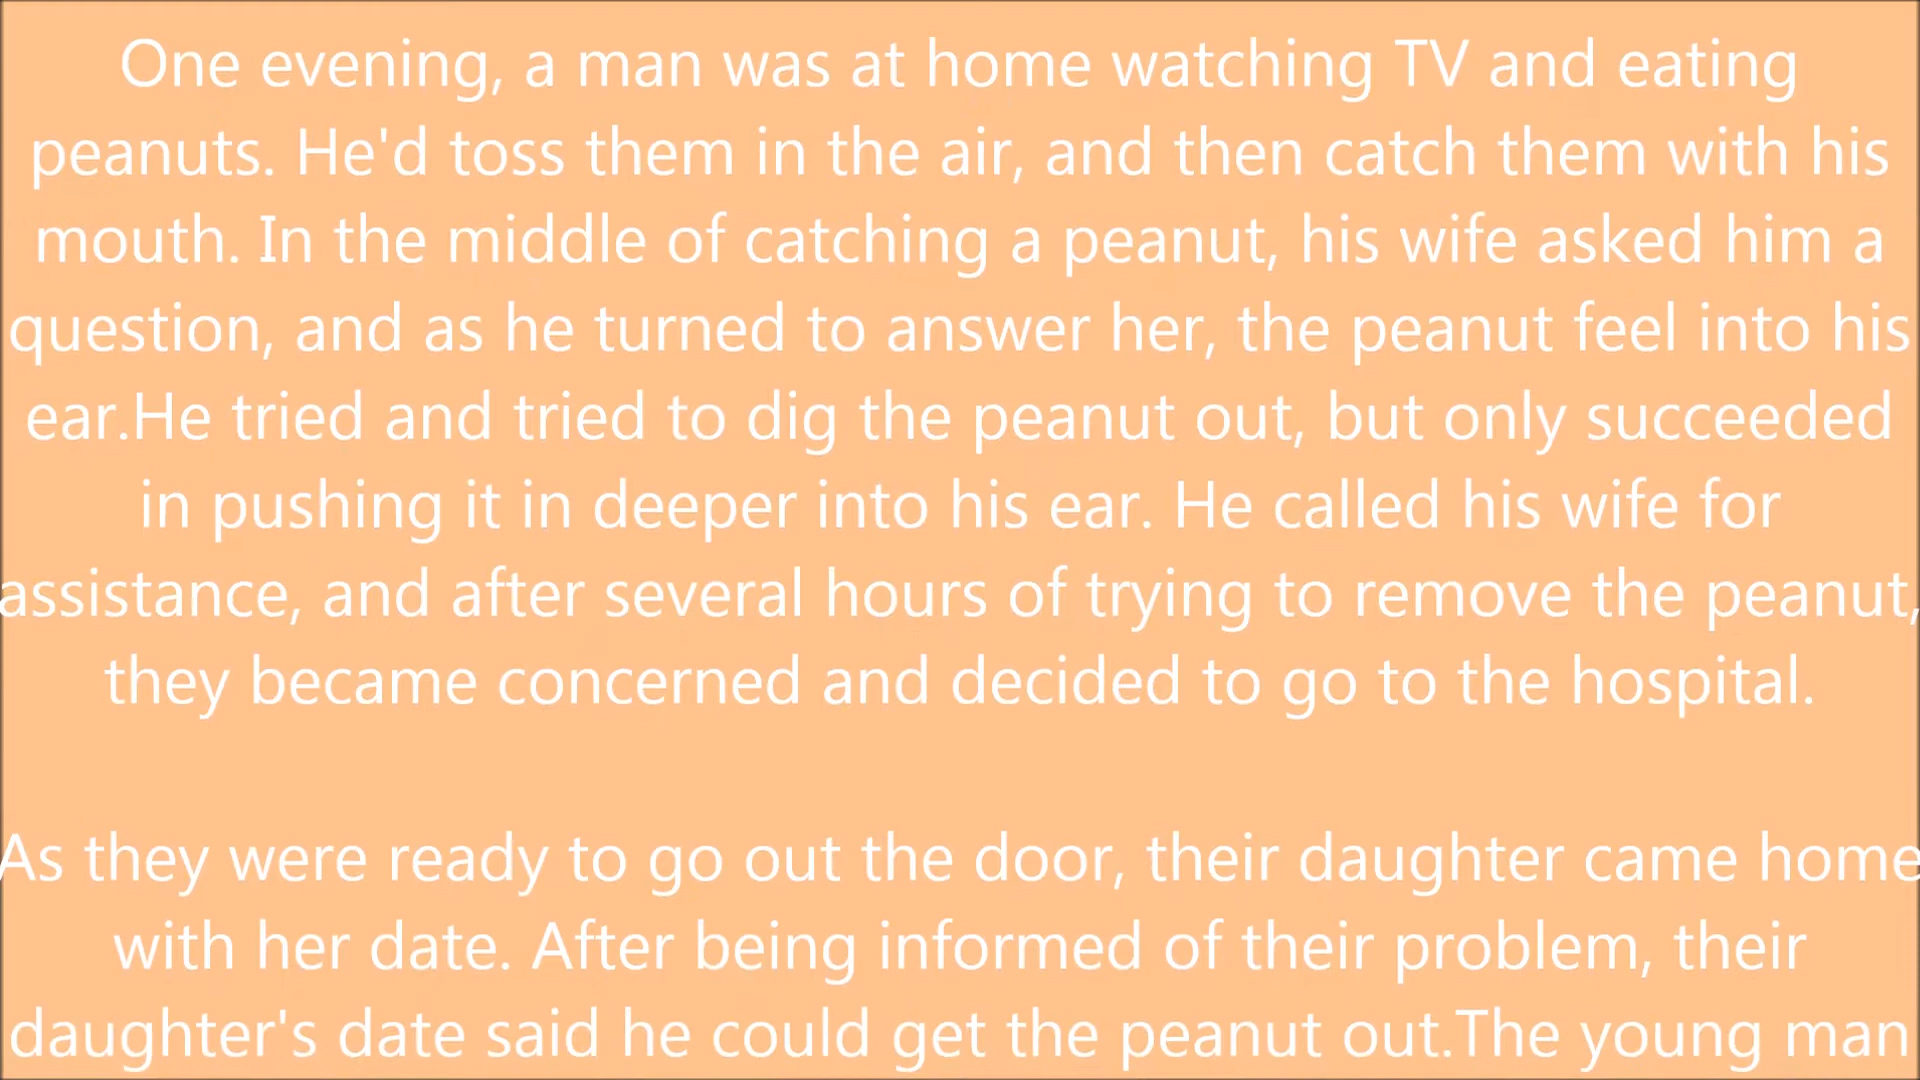 One evening, a man was at home watching TV and eating
peanuts. He'd toss them in the air, and then catch them with his
mouth. In the middle of catching a peanut, his wife asked him a
question, and as he turned to answer her, the peanut feel into his
ear.He tried and tried to dig the peanut out, but only succeeded
in pushing it in deeper into his ear. He called his wife for
assistance, and after several hours of trying to remove the peanut,
they became concerned and decided to go to the hospital.
As they were ready to go out the door, their daughter came home
with her date. After being informed of their problem, their
daughter's date said he could get the peanut out.The young man